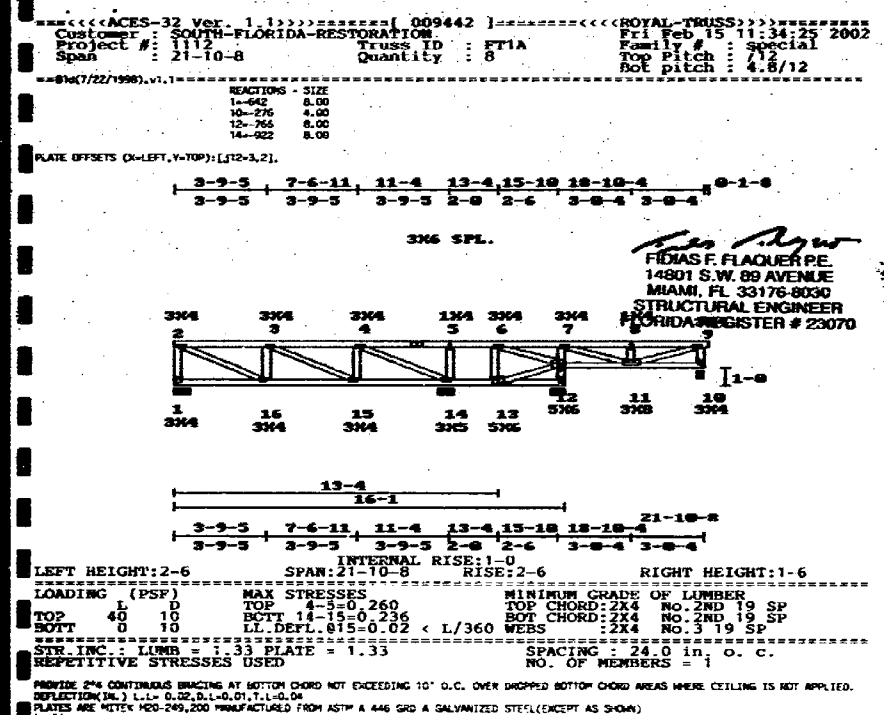 ===<<<<ACES-32 Ver. 1.1>>>>=======[ 009442 ]=========<<<<ROYAL-TRUSS>>>>=========
Customer : SOUTH-FLORIDA-RESTORATION Fri Feb 15 11:34:25 2002
Project #: 1112 Truss ID : FT1A Family # : special
Span : 21-10-8 Quantity : 8 Top Pitch : /12
Bot pitch : 4.8/12
(7/22/1998).v1.1
REACTIONS - SIZE
1=-642 8.00
10=-276 4.00
12=-766 8.00
14=-922 8.00
PLATE OFFSETS (X=LEFT,Y=TOP):[j12=3,2].
3-9-5 7-6-11 11-4 13-4 15-10 18-10-4 0-1-8
3-9-5 3-9-5 3-9-5 2-0 2-6 3-0-4 3-0-4
3X6 SPL.
FIDIAS F. FLAQUER P.E.
14801 S.W. 89 AVENUE
MIAMI, FL 33176-8030
STRUCTURAL ENGINEER
FLORIDA REGISTER # 23070
3X4 3X4 3X4 1X4 3X4 3X4
2 3 4 5 6 7 8 9
1-0
1 16 15 14 13 12 11 10
3X4 3X4 3X4 3X5 5X6 5X6 3X8 3X4
13-4
16-1
21-10-8
3-9-5 7-6-11 11-4 13-4 15-10 18-10-4
3-9-5 3-9-5 3-9-5 2-0 2-6 3-0-4 3-0-4
INTERNAL RISE:1-0
LEFT HEIGHT:2-6 SPAN:21-10-8 RISE:2-6 RIGHT HEIGHT:1-6
LOADING (PSF) MAX STRESSES MINIMUM GRADE OF LUMBER
L D TOP 4-5=0.260 TOP CHORD:2X4 No.2ND 19 SP
TOP 40 10 BOTT 14-15=0.236 BOT CHORD:2X4 No.2ND 19 SP
BOTT 0 10 LL.DEFL.@15=0.02 < L/360 WEBS :2X4 No.3 19 SP
STR.INC.: LUMB = 1.33 PLATE = 1.33 SPACING : 24.0 in. o. c.
REPETITIVE STRESSES USED NO. OF MEMBERS = 1
PROVIDE 2*4 CONTINUOUS BRACING AT BOTTOM CHORD NOT EXCEEDING 10' O.C. OVER DROPPED BOTTOM CHORD AREAS WHERE CEILING IS NOT APPLIED.
DEFLECTION(IN.) L.L= 0.02,D.L=0.01,T.L=0.04
PLATES ARE MITEK M20-249,200 MANUFACTURED FROM ASTM A 446 GRD A GALVANIZED STEEL(EXCEPT AS SHOWN)